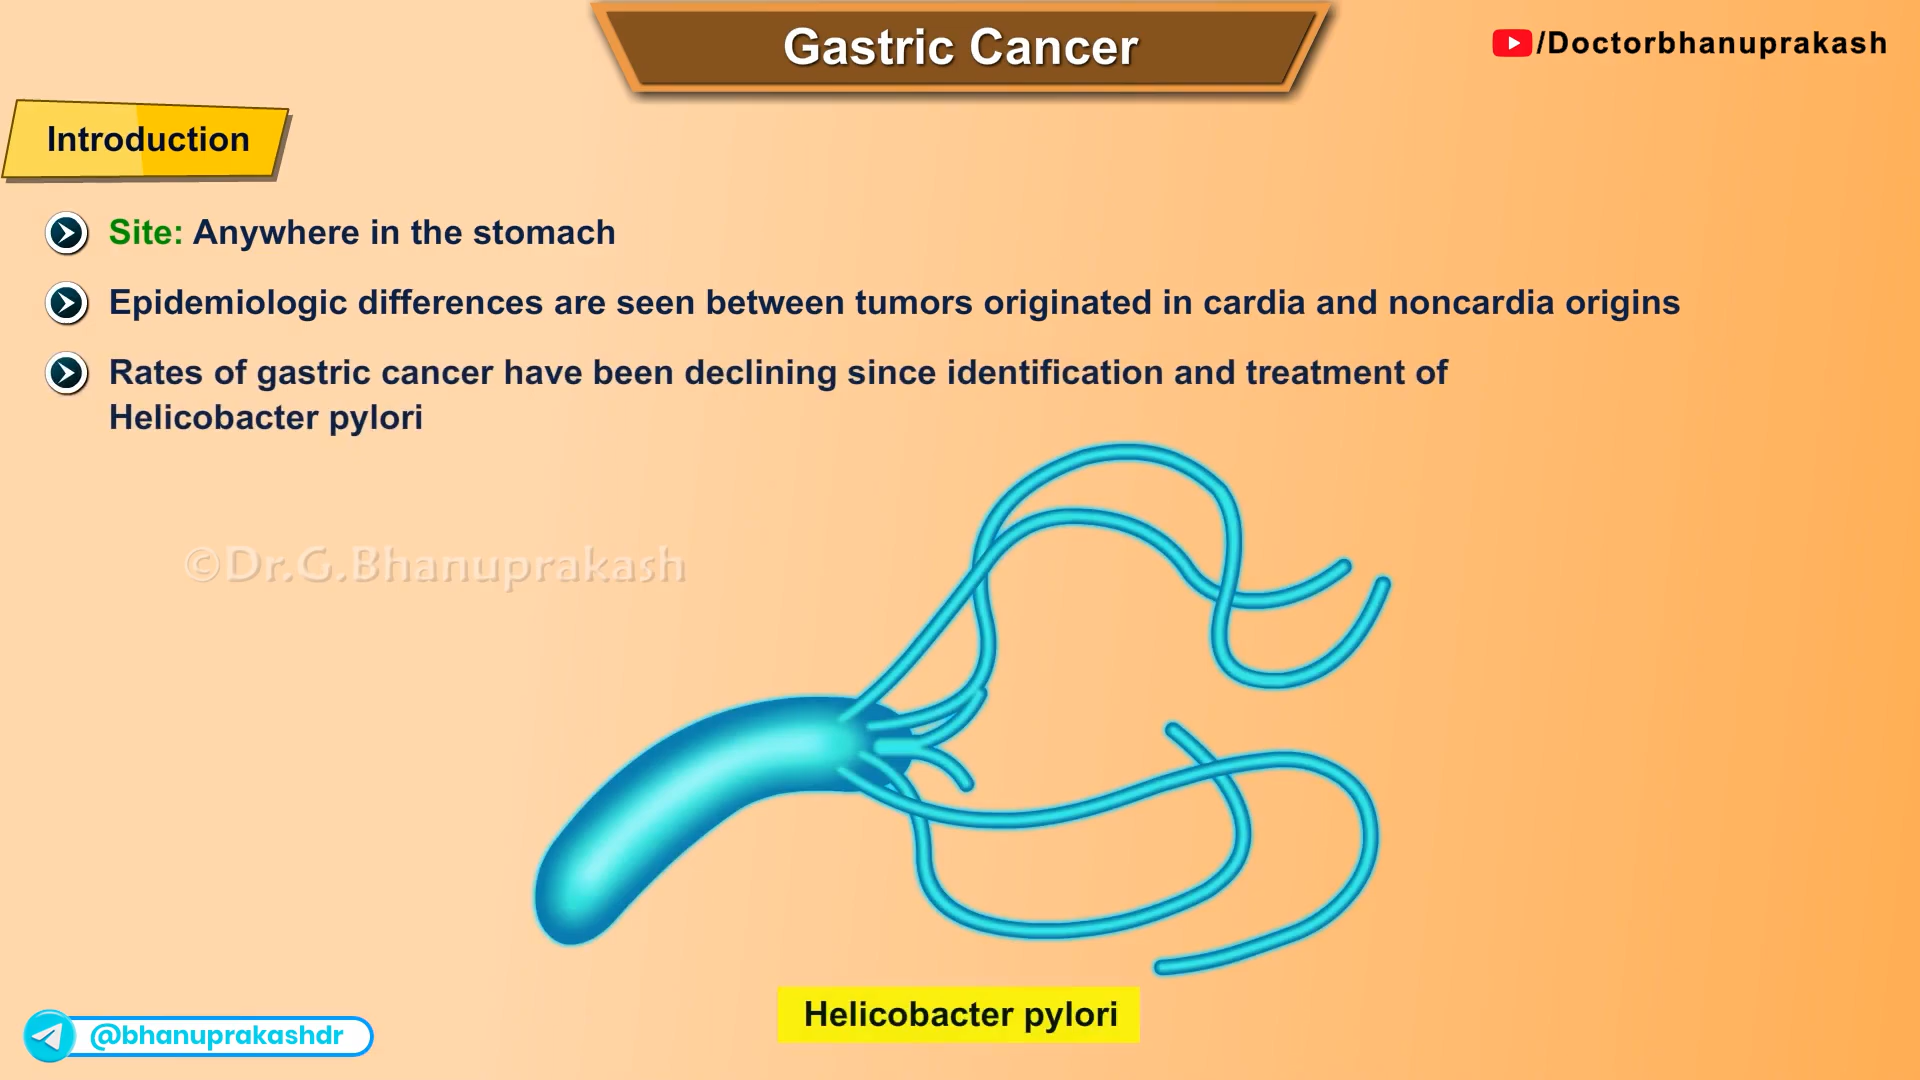 Gastric Cancer
/Doctorbhanuprakash
Introduction
Site: Anywhere in the stomach
Epidemiologic differences are seen between tumors originated in cardia and noncardia origins
Rates of gastric cancer have been declining since identification and treatment of
Helicobacter pylori
©Dr.G.Bhanuprakash
Helicobacter pylori
@bhanuprakashdr